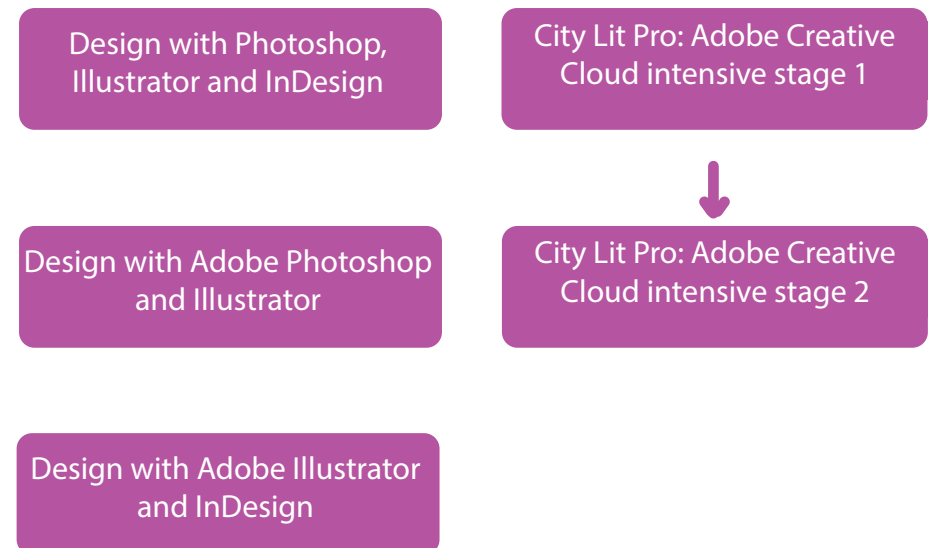 Design with Photoshop,
Illustrator and InDesign
City Lit Pro: Adobe Creative
Cloud intensive stage 1
Design with Adobe Photoshop
and Illustrator
City Lit Pro: Adobe Creative
Cloud intensive stage 2
Design with Adobe Illustrator
and InDesign